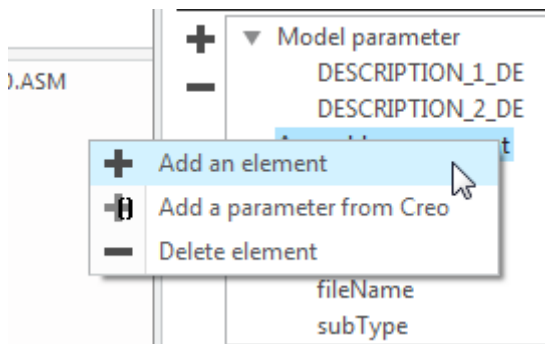 Model parameter
).ASM
DESCRIPTION_1_DE
DESCRIPTION_2_DE
Add an element
Add a parameter from Creo
Delete element
fileName
subType